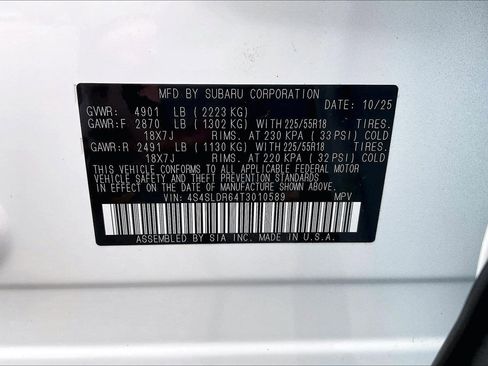 MFD BY SUBARU CORPORATION
GVWR: 4901 LB (2223 KG) DATE: 10/25
GAWR:F 2870 LB (1302 KG) WITH 225/55R18 TIRES.
18X7J RIMS. AT 230 KPA (33 PSI) COLD
GAWR:R 2491 LB (1130 KG) WITH 225/55R18 TIRES.
18X7J RIMS. AT 220 KPA (32 PSI) COLD
THIS VEHICLE CONFORMS TO ALL APPLICABLE FEDERAL MOTOR
VEHICLE SAFETY AND THEFT PREVENTION STANDARDS
IN EFFECT ON THE DATE OF MANUFACTURE SHOWN ABOVE.
VIN: 4S4SLDR64T3010589 MPV
ASSEMBLED BY SIA INC. MADE IN U.S.A.